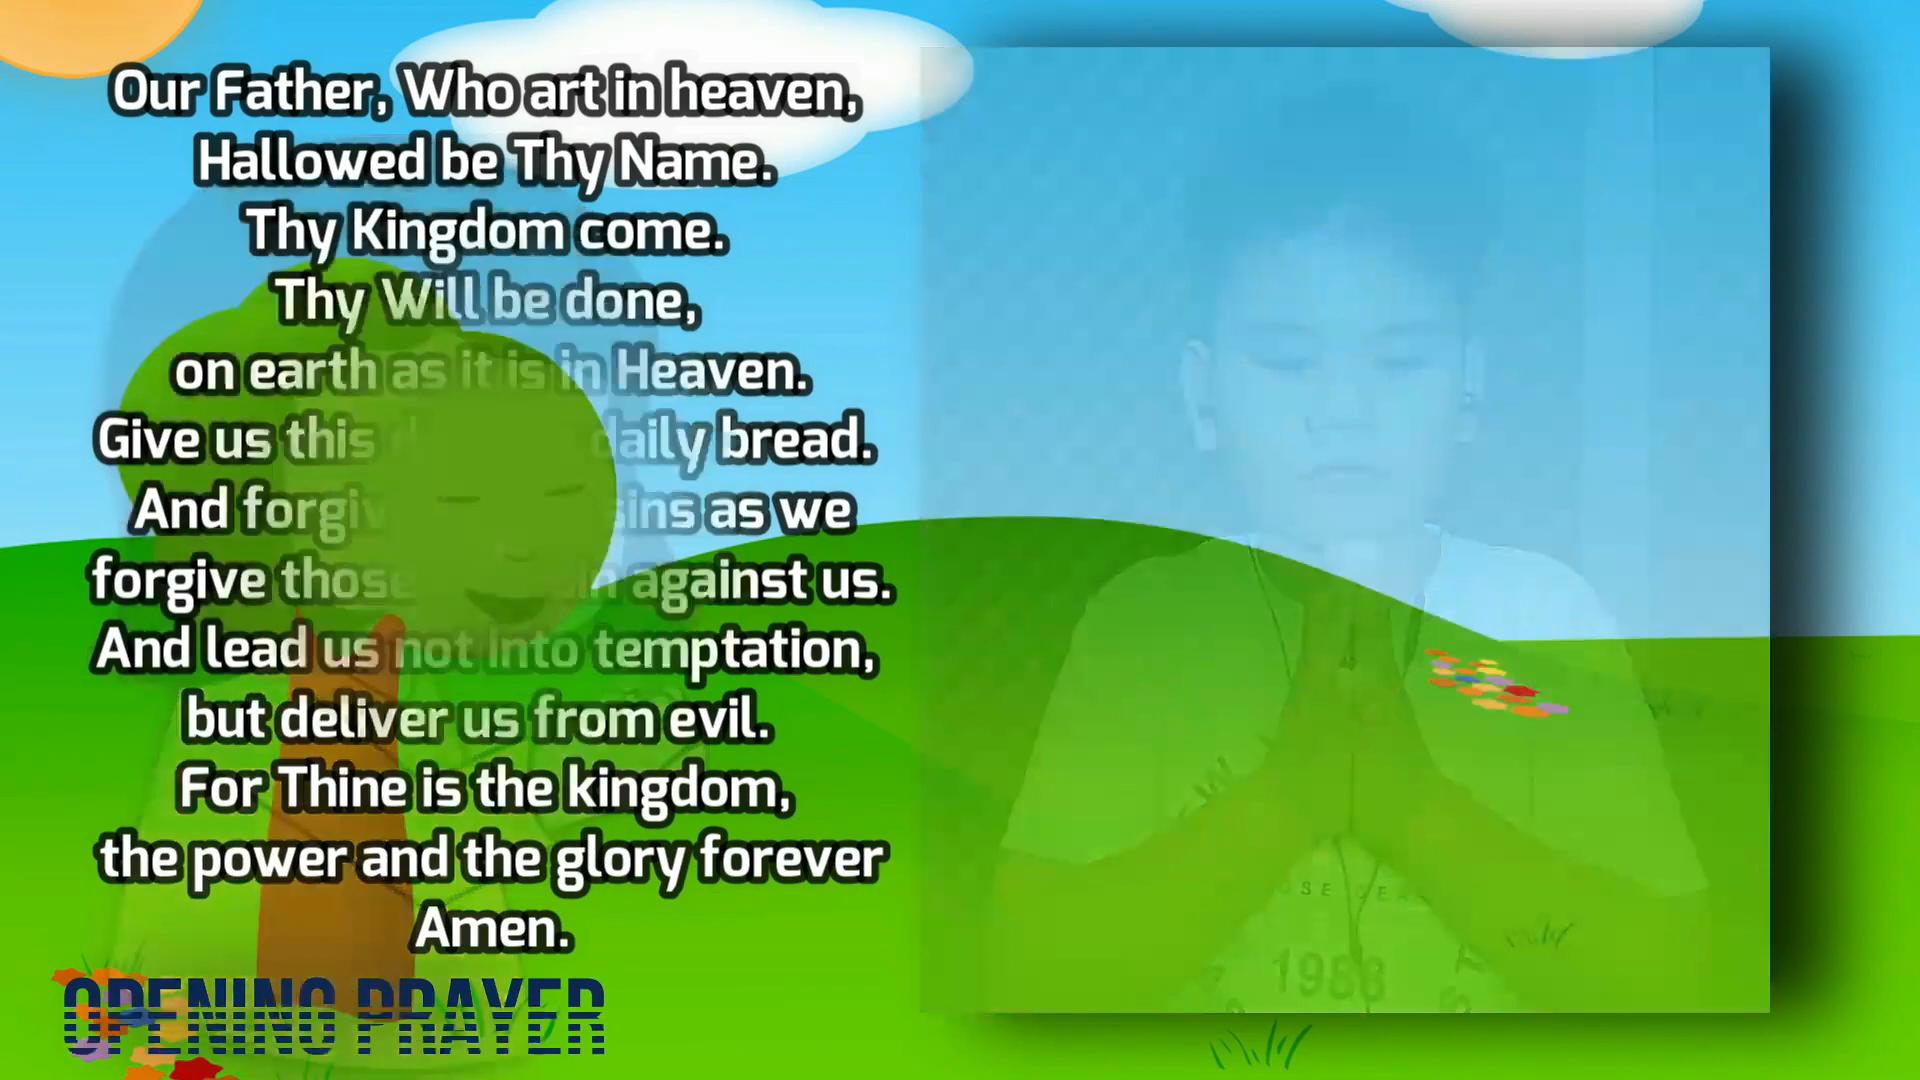 Our Father, Who art in heaven,
Hallowed be Thy Name.
Thy Kingdom come.
Thy Will be done,
on earth as it is in Heaven.
Give us this daily bread.
And sins as we
forgive those against us.
And lead us not into temptation,
but deliver us from evil.
For Thine is the kingdom,
the power and the glory forever
Amen.
OPENING PRAYER
1988